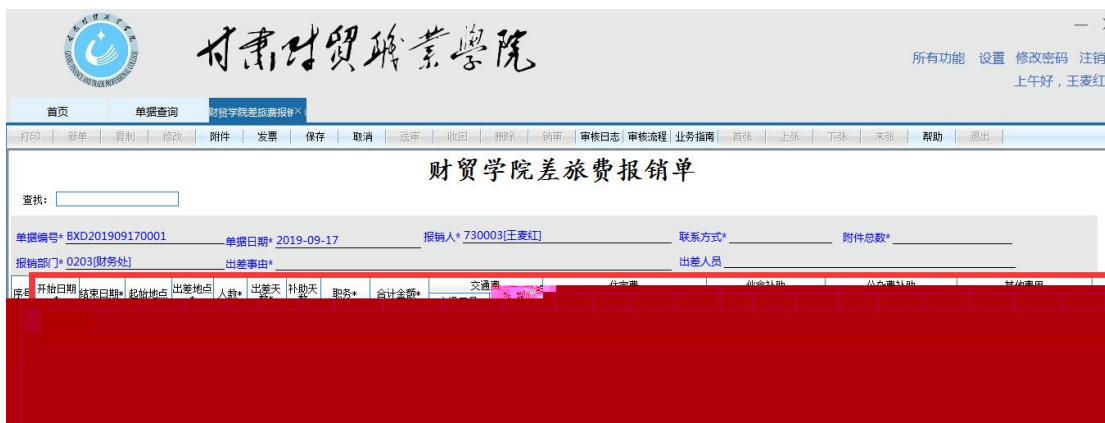 甘肃财贸职业学院
所有功能 设置 修改密码 注销
上午好，王麦红
首页 单据查询 财贸学院差旅费报销
打印 新单 复制 修改 附件 发票 保存 取消 送审 收回 删除 销审 审核日志 审核流程 业务指南 首张 上张 下张 末张 帮助 退出
财贸学院差旅费报销单
查找：
单据编号* BXD201909170001 单据日期* 2019-09-17 报销人* 730003[王麦红] 联系方式* 附件总数*
报销部门* 0203[财务处] 出差事由* 出差人员
序号 开始日期* 结束日期* 起始地点 出差地点* 人数* 出差天数* 补助天数 职务* 合计金额* 交通费 住宿费 伙食补助 公杂费补助 其他费用